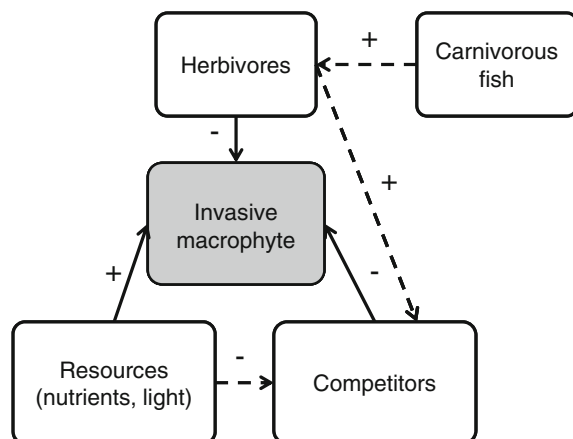 Herbivores
+
Carnivorous
fish
-
+
Invasive
macrophyte
+
-
Resources
(nutrients, light)
-
Competitors